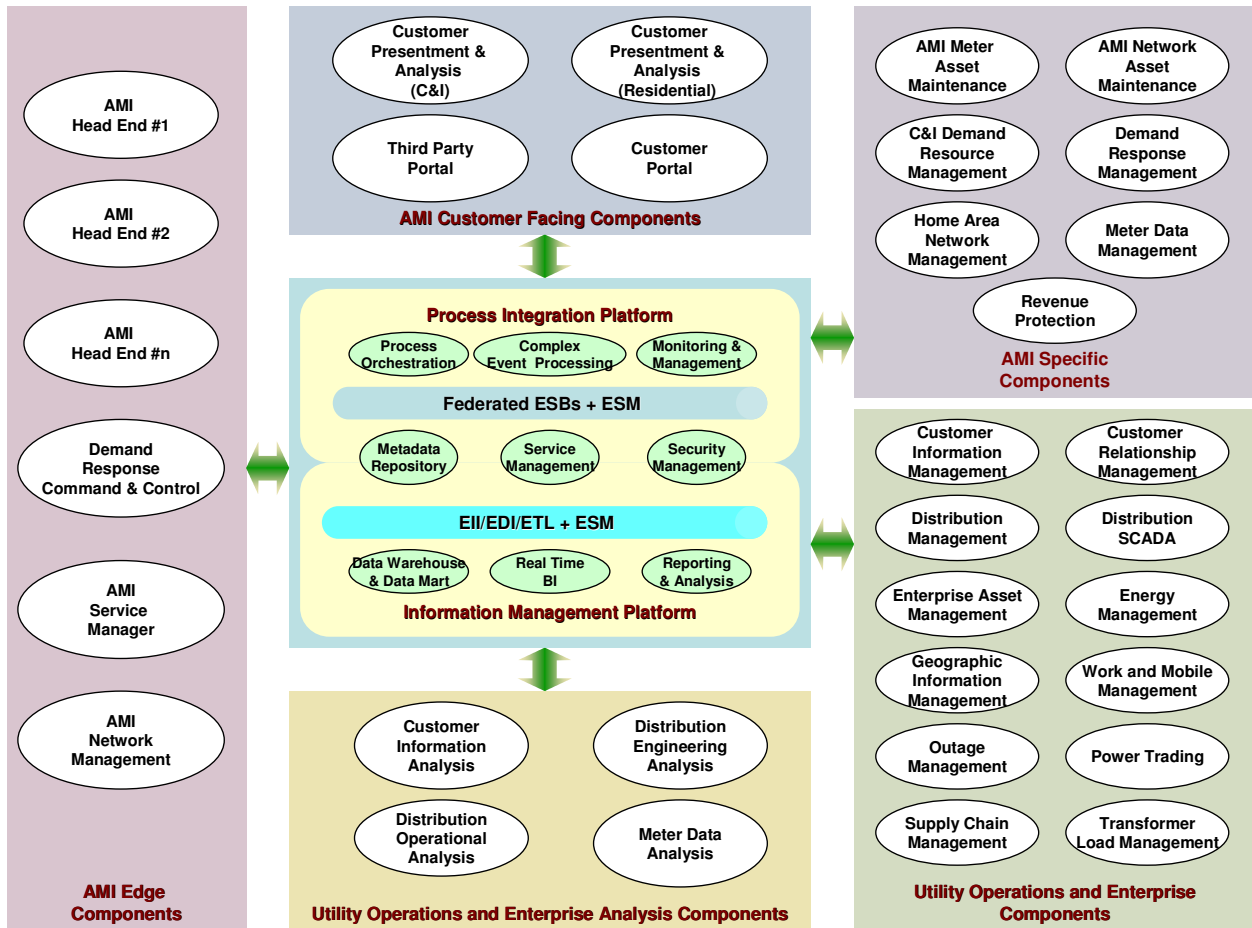 AMI
Head End #1
AMI
Head End #2
AMI
Head End #n
Demand
Response
Command & Control
AMI
Service
Manager
AMI
Network
Management
AMI Edge
Components
Customer
Presentment &
Analysis
(C&I)
Customer
Presentment &
Analysis
(Residential)
Third Party
Portal
Customer
Portal
AMI Customer Facing Components
Process Integration Platform
Process
Orchestration
Complex
Event Processing
Monitoring &
Management
Federated ESBs + ESM
Metadata
Repository
Service
Management
Security
Management
EII/EDI/ETL + ESM
Data Warehouse
& Data Mart
Real Time
BI
Reporting
& Analysis
Information Management Platform
Customer
Information
Analysis
Distribution
Engineering
Analysis
Distribution
Operational
Analysis
Meter Data
Analysis
Utility Operations and Enterprise Analysis Components
AMI Meter
Asset
Maintenance
AMI Network
Asset
Maintenance
C&I Demand
Resource
Management
Demand
Response
Management
Home Area
Network
Management
Meter Data
Management
Revenue
Protection
AMI Specific
Components
Customer
Information
Management
Customer
Relationship
Management
Distribution
Management
Distribution
SCADA
Enterprise Asset
Management
Energy
Management
Geographic
Information
Management
Work and Mobile
Management
Outage
Management
Power Trading
Supply Chain
Management
Transformer
Load Management
Utility Operations and Enterprise
Components